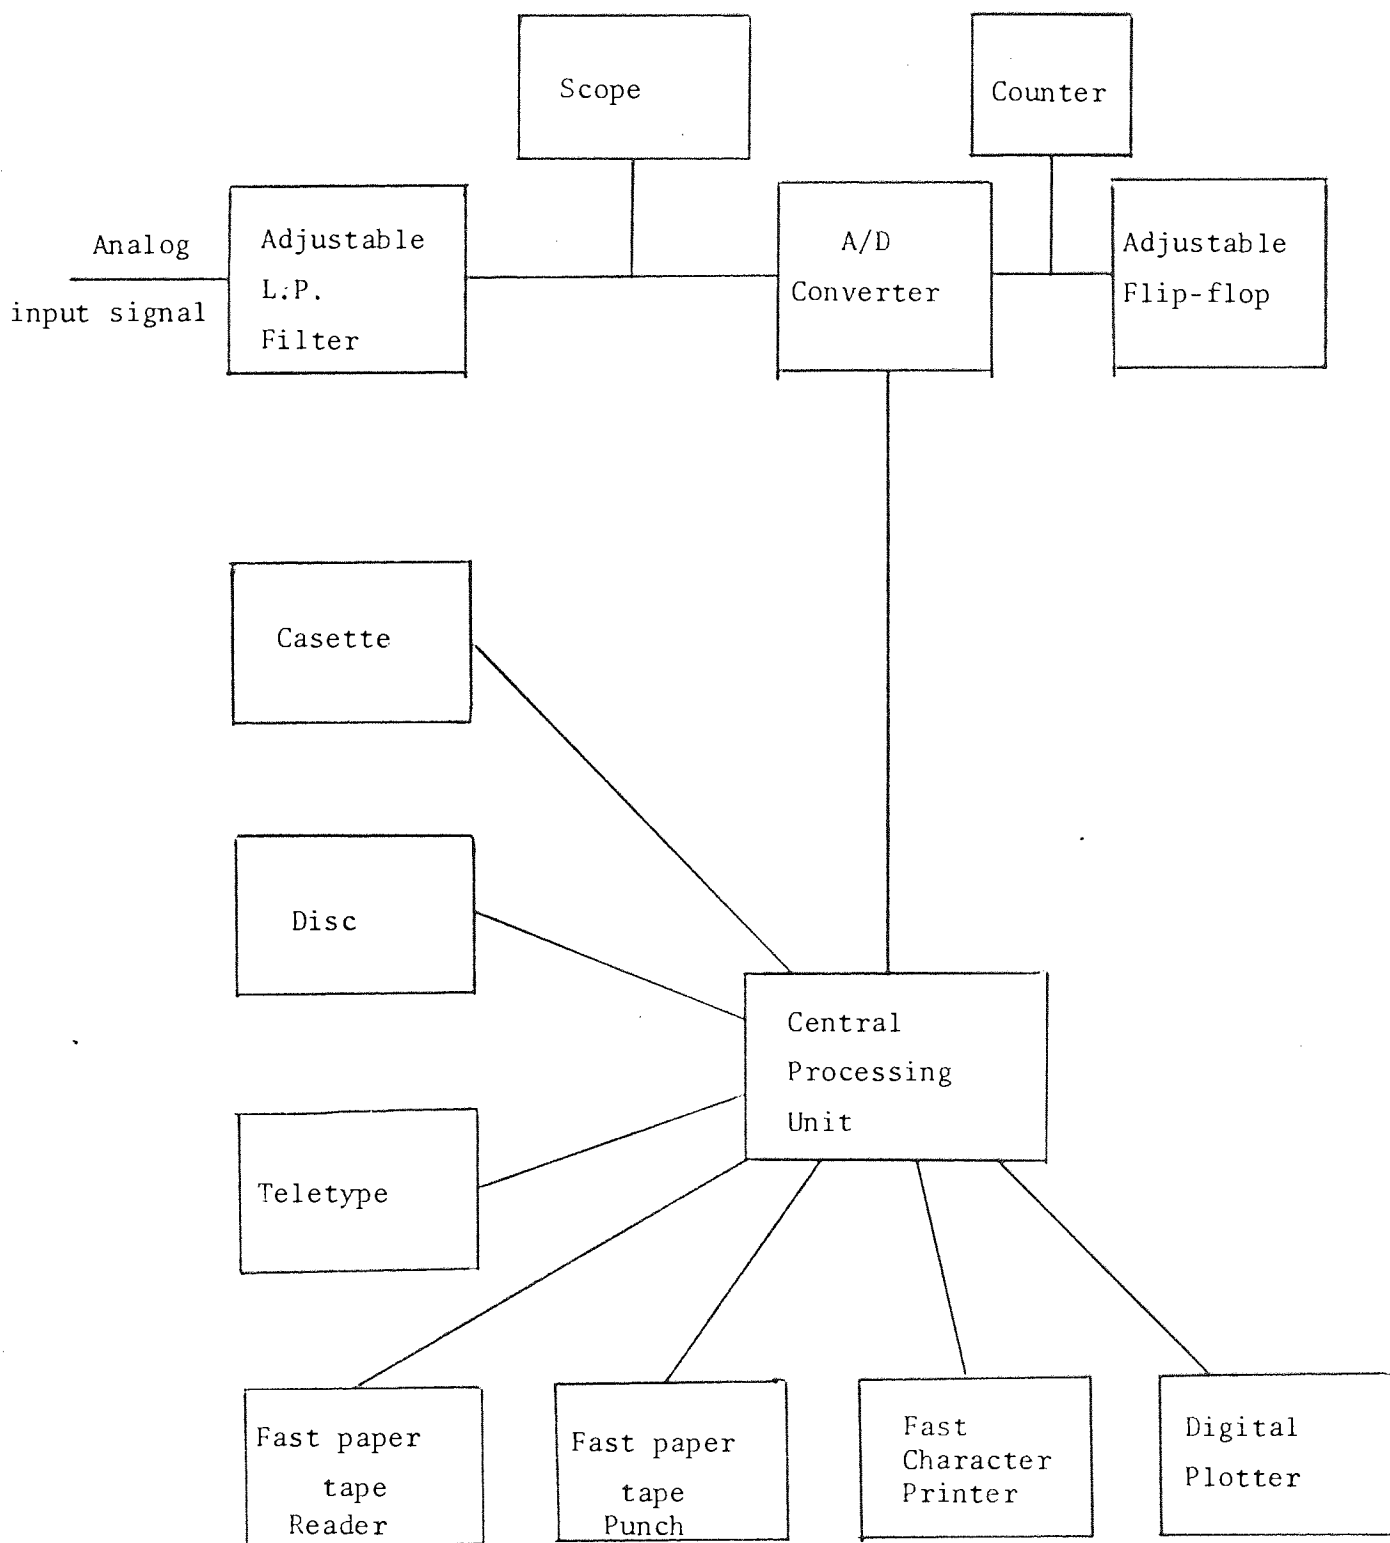 Scope
Counter
Analog
input signal
Adjustable
L.P.
Filter
A/D
Converter
Adjustable
Flip-flop
Casette
Disc
Central
Processing
Unit
Teletype
Fast paper
tape
Reader
Fast paper
tape
Punch
Fast
Character
Printer
Digital
Plotter